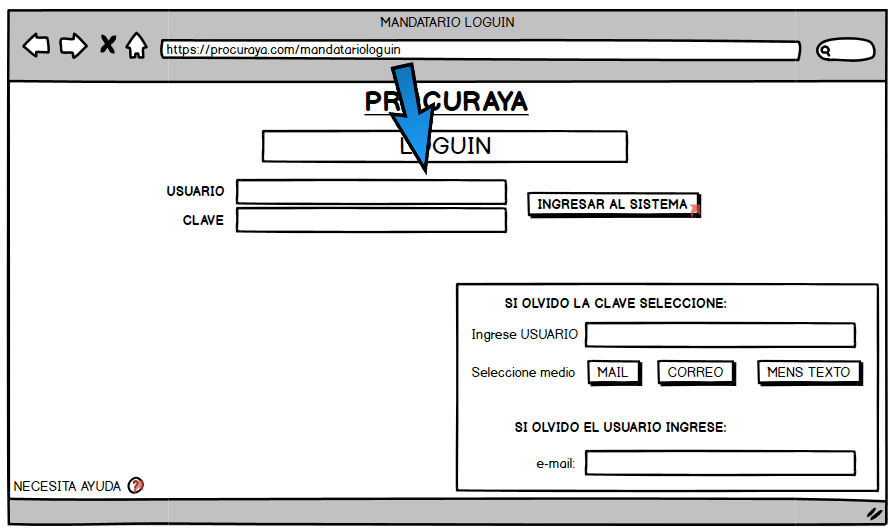 MANDATARIO LOGUIN
https://procuraya.com/mandatariologuin
PROCURAYA
LOGUIN
USUARIO
CLAVE
INGRESAR AL SISTEMA
SI OLVIDO LA CLAVE SELECCIONE:
Ingrese USUARIO
Seleccione medio MAIL CORREO MENS TEXTO
SI OLVIDO EL USUARIO INGRESE:
e-mail:
NECESITA AYUDA ?